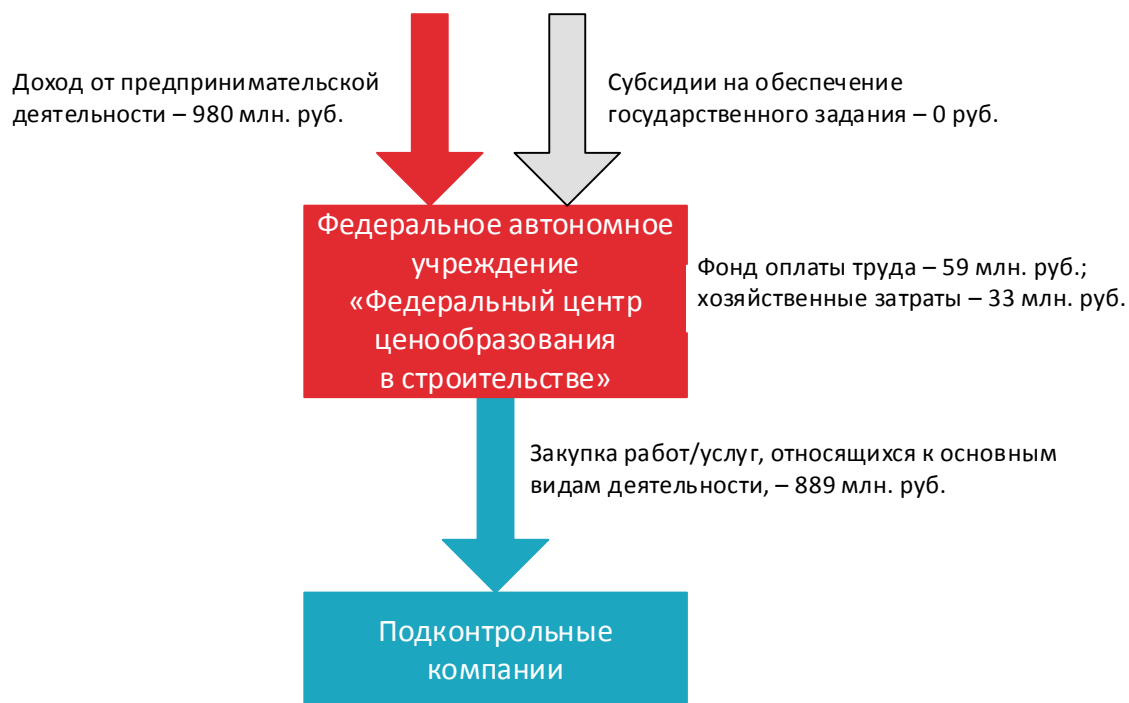 Доход от предпринимательской
деятельности – 980 млн. руб.
Субсидии на обеспечение
государственного задания – 0 руб.
Федеральное автономное
учреждение
«Федеральный центр
ценообразования
в строительстве»
Фонд оплаты труда – 59 млн. руб.;
хозяйственные затраты – 33 млн. руб.
Закупка работ/услуг, относящихся к основным
видам деятельности, – 889 млн. руб.
Подконтрольные
компании